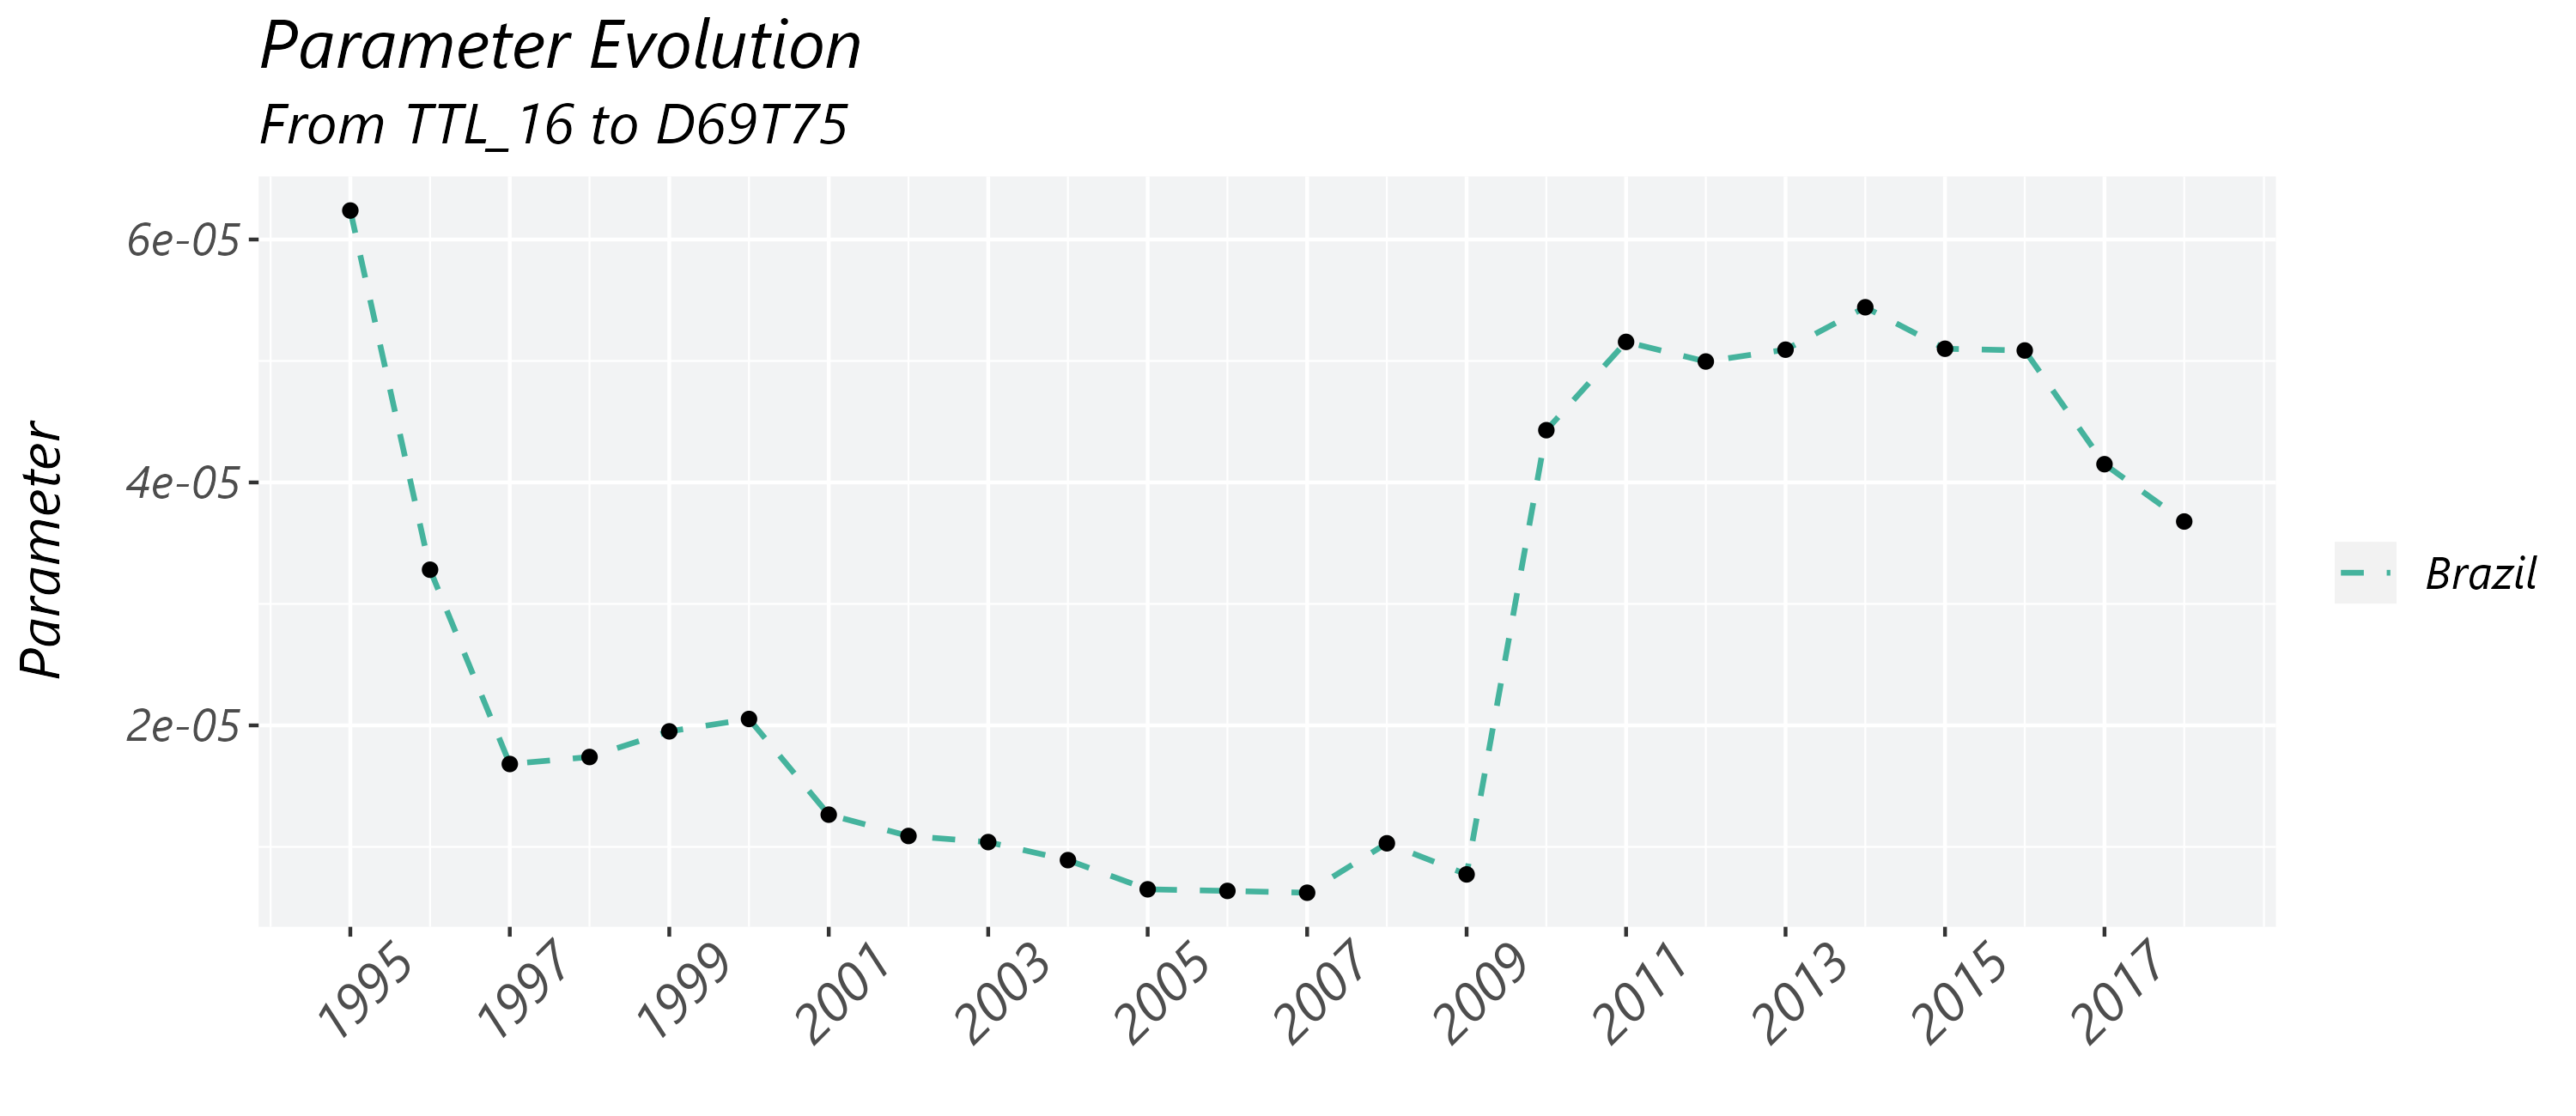 Parameter Evolution
From TTL_16 to D69T75
Parameter
6e-05
4e-05
2e-05
1995
1997
1999
2001
2003
2005
2007
2009
2011
2013
2015
2017
Brazil